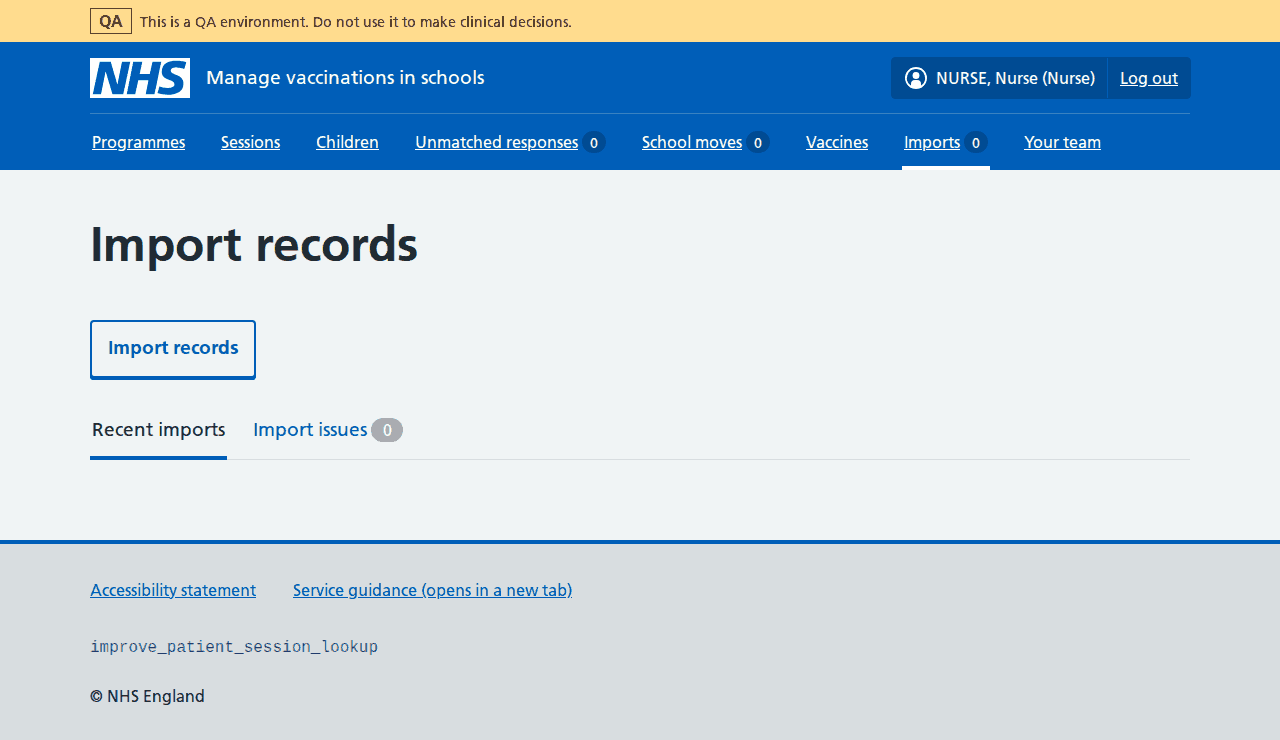 QA This is a QA environment. Do not use it to make clinical decisions.
NHS Manage vaccinations in schools NURSE, Nurse (Nurse) Log out
Programmes Sessions Children Unmatched responses 0 School moves 0 Vaccines Imports 0 Your team
Import records
Import records
Recent imports Import issues 0
Accessibility statement Service guidance (opens in a new tab)
improve_patient_session_lookup
© NHS England